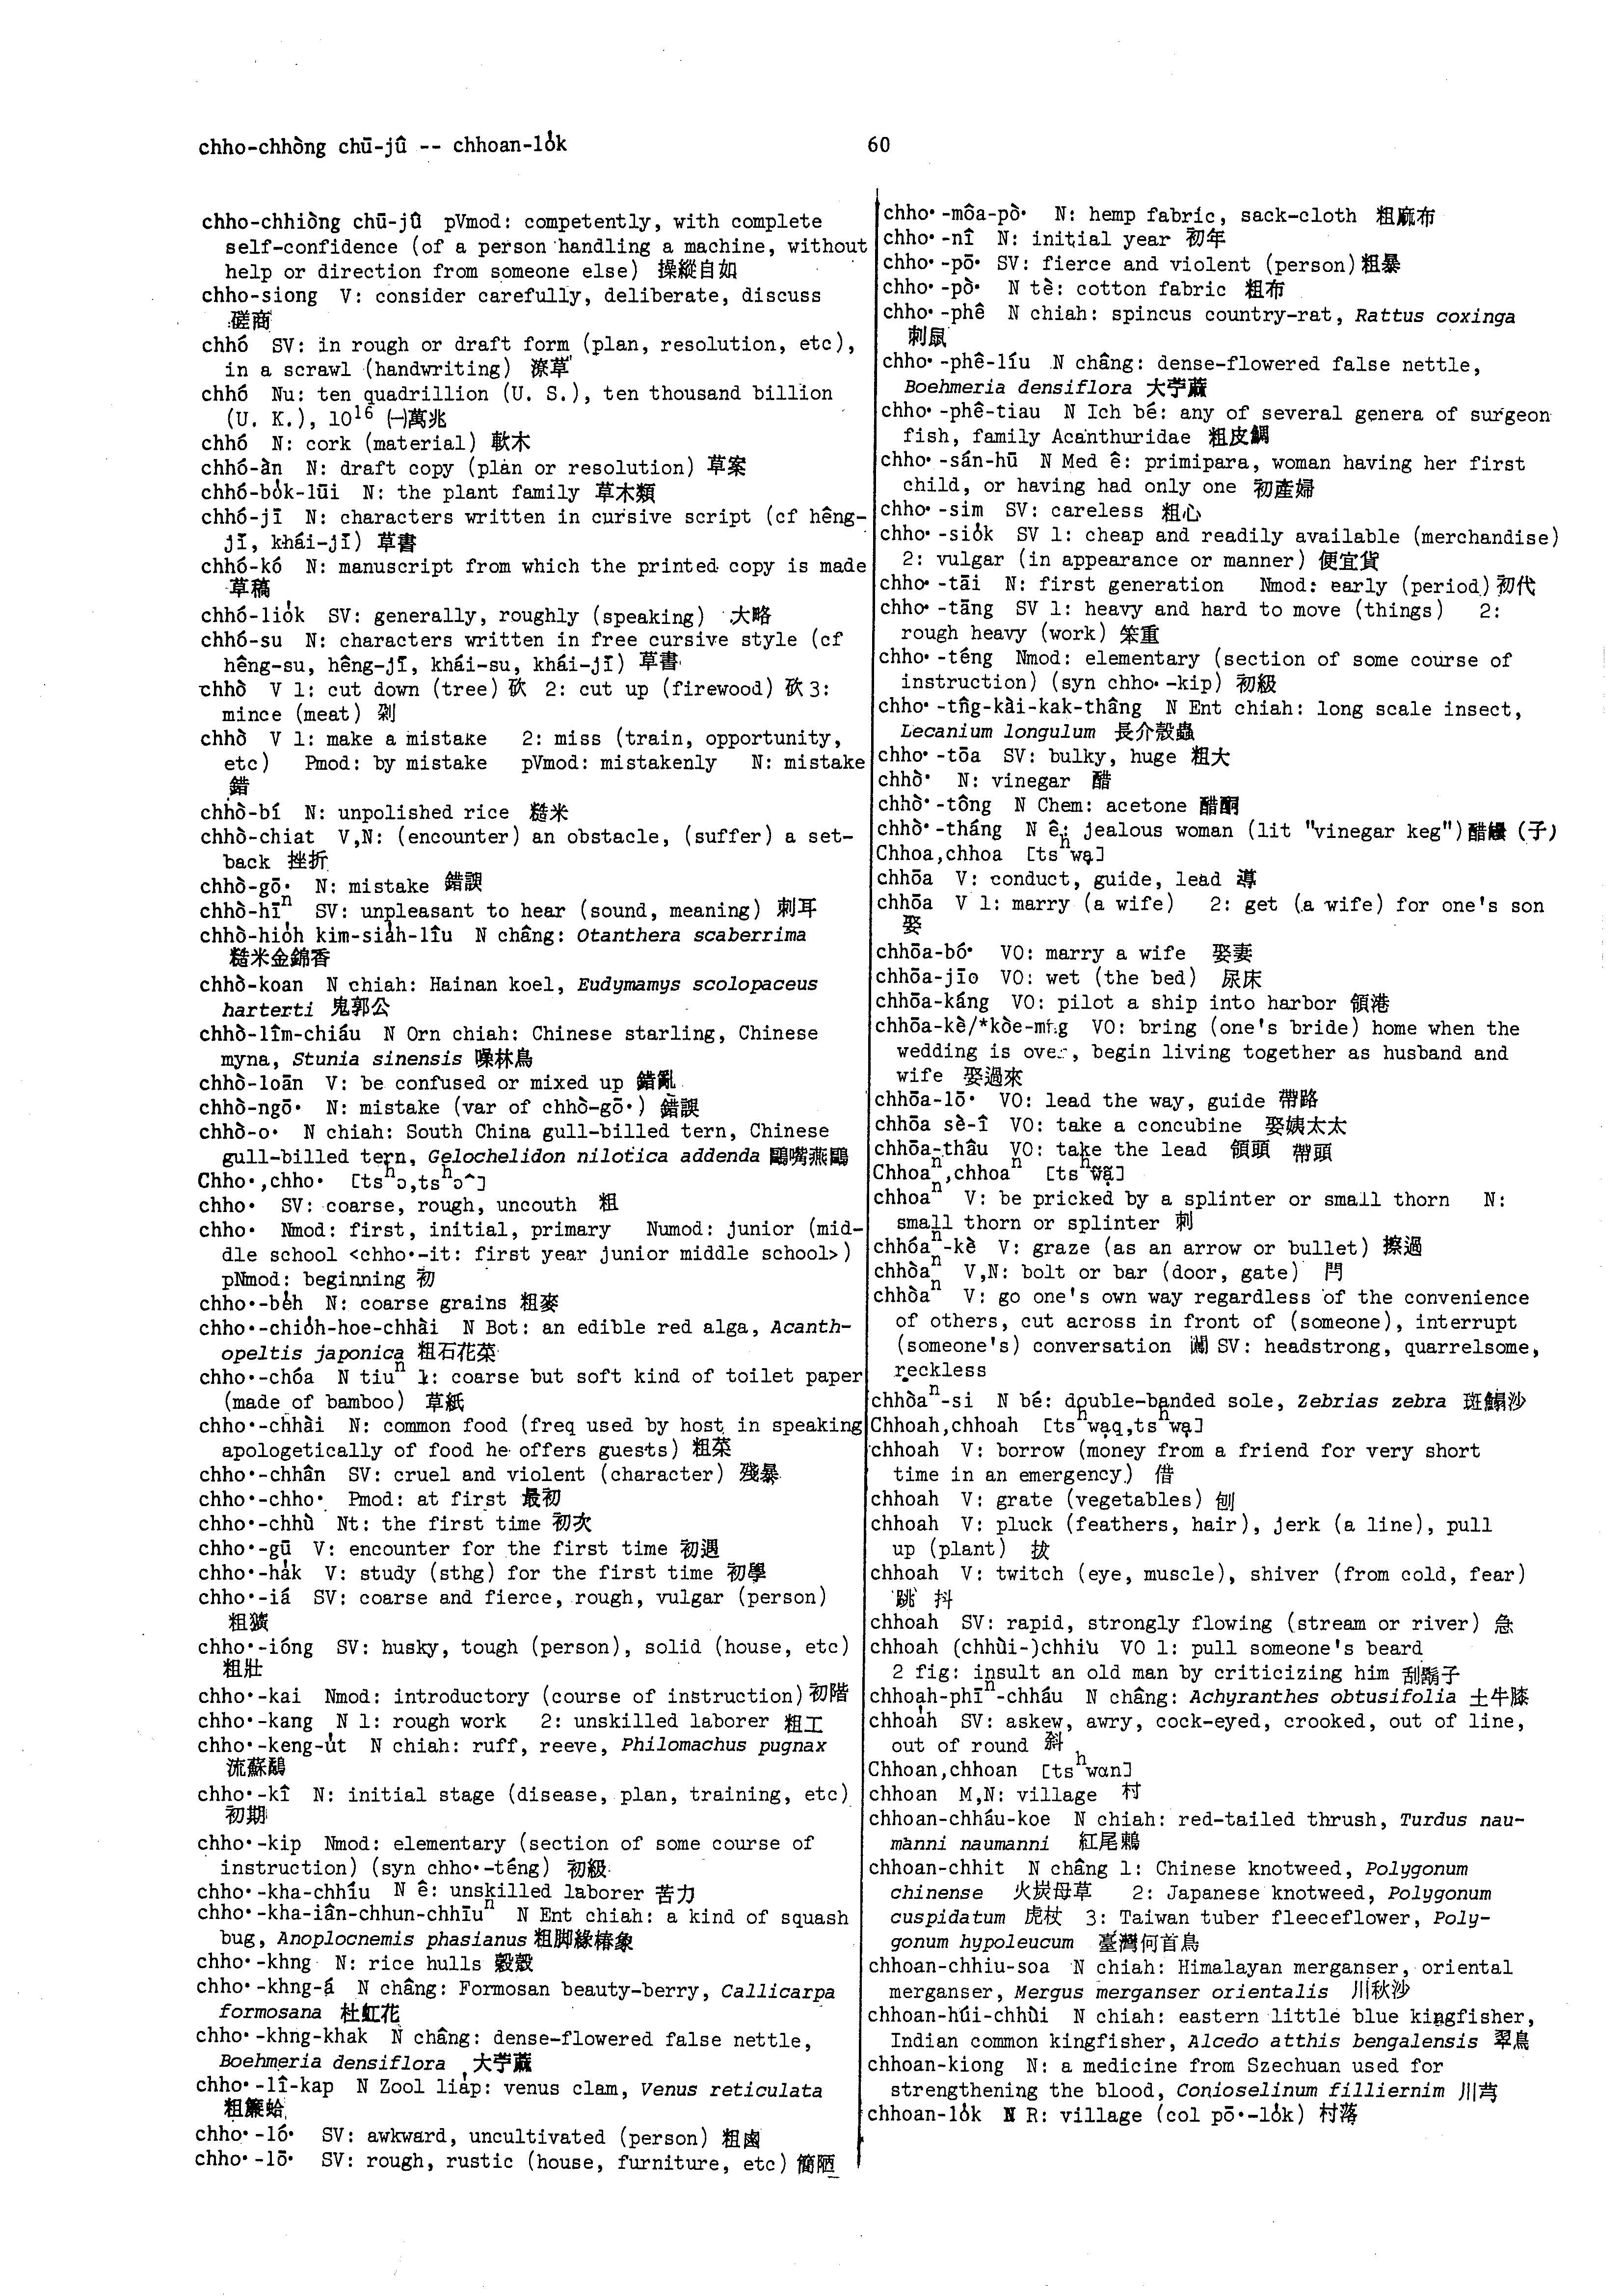 chho-chhòng chū-jû -- chhoan-lo̍k
60
chho-chhiòng chū-jû pVmod: competently, with complete
self-confidence (of a person handling a machine, without
help or direction from someone else) 操縱自如
chho-siong V: consider carefully, deliberate, discuss
磋商
chhó SV: in rough or draft form (plan, resolution, etc),
in a scrawl (handwriting) 潦草
chhó Nu: ten quadrillion (U. S.), ten thousand billion
(U. K.), 10¹⁶ ㈠萬兆
chhó N: cork (material) 軟木
chhó-àn N: draft copy (plan or resolution) 草案
chhó-bo̍k-lūi N: the plant family 草木類
chhó-jī N: characters written in cursive script (cf hêng-
jī, khái-jī) 草書
chhó-kó N: manuscript from which the printed copy is made
草稿
chhó-lio̍k SV: generally, roughly (speaking) 大略
chhó-su N: characters written in free cursive style (cf
hêng-su, hêng-jī, khái-su, khái-jī) 草書
chhò V 1: cut down (tree) 砍 2: cut up (firewood) 砍 3:
mince (meat) 剁
chhò V 1: make a mistake 2: miss (train, opportunity,
etc) Pmod: by mistake pVmod: mistakenly N: mistake
錯
chhò-bí N: unpolished rice 糙米
chhò-chiat V,N: (encounter) an obstacle, (suffer) a set-
back 挫折
chhò-gō͘ N: mistake 錯誤
chhò-hīⁿ SV: unpleasant to hear (sound, meaning) 刺耳
chhò-hio̍h kim-sia̍h-lîu N châng: Otanthera scaberrima
糙米金錦香
chhò-koan N chiah: Hainan koel, Eudymamys scolopaceus
harterti 鬼郭公
chhò-lîm-chiáu N Orn chiah: Chinese starling, Chinese
myna, Stunia sinensis 噪林鳥
chhò-loān V: be confused or mixed up 錯亂
chhò-ngō͘ N: mistake (var of chhò-gō͘) 錯誤
chhò-o͘ N chiah: South China gull-billed tern, Chinese
gull-billed tern, Gelochelidon nilotica addenda 鷗嘴燕鷗
Chho͘,chho͘ [tsʰɔ,tsʰɔ^]
chho͘ SV: coarse, rough, uncouth 粗
chho͘ Nmod: first, initial, primary Numod: junior (mid-
dle school <chho͘-it: first year junior middle school>)
pNmod: beginning 初
chho͘-be̍h N: coarse grains 粗麥
chho͘-chio̍h-hoe-chhài N Bot: an edible red alga, Acanth-
opeltis japonica 粗石花菜
chho͘-chóa N tiuⁿ 1: coarse but soft kind of toilet paper
(made of bamboo) 草紙
chho͘-chhài N: common food (freq used by host in speaking
apologetically of food he offers guests) 粗菜
chho͘-chhân SV: cruel and violent (character) 殘暴
chho͘-chho͘ Pmod: at first 最初
chho͘-chhù Nt: the first time 初次
chho͘-gū V: encounter for the first time 初遇
chho͘-ha̍k V: study (sthg) for the first time 初學
chho͘-iá SV: coarse and fierce, rough, vulgar (person)
粗獷
chho͘-ióng SV: husky, tough (person), solid (house, etc)
粗壯
chho͘-kai Nmod: introductory (course of instruction) 初階
chho͘-kang N 1: rough work 2: unskilled laborer 粗工
chho͘-keng-u̍t N chiah: ruff, reeve, Philomachus pugnax
流蘇鷸
chho͘-kî N: initial stage (disease, plan, training, etc)
初期
chho͘-kip Nmod: elementary (section of some course of
instruction) (syn chho͘-téng) 初級
chho͘-kha-chhíu N ê: unskilled laborer 苦力
chho͘-kha-iân-chhun-chhīuⁿ N Ent chiah: a kind of squash
bug, Anoplocnemis phasianus 粗脚緣椿象
chho͘-khng N: rice hulls 穀殼
chho͘-khng-á N châng: Formosan beauty-berry, Callicarpa
formosana 杜虹花
chho͘-khng-khak N châng: dense-flowered false nettle,
Boehmeria densiflora 大苧蔴
chho͘-lî-kap N Zool lia̍p: venus clam, Venus reticulata
粗簾蛤
chho͘-ló͘ SV: awkward, uncultivated (person) 粗鹵
chho͘-lō͘ SV: rough, rustic (house, furniture, etc) 簡陋
chho͘-môa-pò͘ N: hemp fabric, sack-cloth 粗麻布
chho͘-nî N: initial year 初年
chho͘-pō͘ SV: fierce and violent (person) 粗暴
chho͘-pò͘ N tè: cotton fabric 粗布
chho͘-phê N chiah: spincus country-rat, Rattus coxinga
刺鼠
chho͘-phê-líu N châng: dense-flowered false nettle,
Boehmeria densiflora 大苧蔴
chho͘-phê-tiau N Ich bé: any of several genera of surgeon
fish, family Acanthuridae 粗皮鯛
chho͘-sán-hū N Med ê: primipara, woman having her first
child, or having had only one 初產婦
chho͘-sim SV: careless 粗心
chho͘-sio̍k SV 1: cheap and readily available (merchandise)
2: vulgar (in appearance or manner) 便宜貨
chho͘-tāi N: first generation Nmod: early (period) 初代
chho͘-tāng SV 1: heavy and hard to move (things) 2:
rough heavy (work) 笨重
chho͘-téng Nmod: elementary (section of some course of
instruction) (syn chho͘-kip) 初級
chho͘-tn̂g-kài-kak-thâng N Ent chiah: long scale insect,
Lecanium longulum 長介殼蟲
chho͘-tōa SV: bulky, huge 粗大
chhò͘ N: vinegar 醋
chhò͘-tông N Chem: acetone 醋酮
chhò͘-tháng N ê: jealous woman (lit "vinegar keg") 醋罎(子)
Chhoa,chhoa [tsʰwą]
chhōa V: conduct, guide, lead 導
chhōa V 1: marry (a wife) 2: get (a wife) for one's son
娶
chhōa-bó͘ VO: marry a wife 娶妻
chhōa-jīo VO: wet (the bed) 尿床
chhōa-káng VO: pilot a ship into harbor 領港
chhōa-kè/*kòe-mn̂g VO: bring (one's bride) home when the
wedding is over, begin living together as husband and
wife 娶過來
chhōa-lō͘ VO: lead the way, guide 帶路
chhōa sè-î VO: take a concubine 娶姨太太
chhōa-thâu VO: take the lead 領頭 帶頭
Chhoaⁿ,chhoaⁿ [tsʰw̃ą̃]
chhoaⁿ V: be pricked by a splinter or small thorn N:
small thorn or splinter 刺
chhóaⁿ-kè V: graze (as an arrow or bullet) 擦過
chhòaⁿ V,N: bolt or bar (door, gate) 閂
chhòaⁿ V: go one's own way regardless of the convenience
of others, cut across in front of (someone), interrupt
(someone's) conversation 闖 SV: headstrong, quarrelsome,
reckless
chhòaⁿ-si N bé: double-banded sole, Zebrias zebra 斑鰨沙
Chhoah,chhoah [tsʰwąq,tsʰwą]
chhoah V: borrow (money from a friend for very short
time in an emergency) 借
chhoah V: grate (vegetables) 刨
chhoah V: pluck (feathers, hair), jerk (a line), pull
up (plant) 拔
chhoah V: twitch (eye, muscle), shiver (from cold, fear)
跳 抖
chhoah SV: rapid, strongly flowing (stream or river) 急
chhoah (chhùi-)chhiu VO 1: pull someone's beard
2 fig: insult an old man by criticizing him 刮鬍子
chhoa̍h-phīⁿ-chháu N châng: Achyranthes obtusifolia 土牛膝
chhoa̍h SV: askew, awry, cock-eyed, crooked, out of line,
out of round 斜
Chhoan,chhoan [tsʰwɑn]
chhoan M,N: village 村
chhoan-chháu-koe N chiah: red-tailed thrush, Turdus nau-
manni naumanni 紅尾鶇
chhoan-chhit N châng 1: Chinese knotweed, Polygonum
chinense 火炭母草 2: Japanese knotweed, Polygonum
cuspidatum 虎杖 3: Taiwan tuber fleeceflower, Poly-
gonum hypoleucum 臺灣何首烏
chhoan-chhiu-soa N chiah: Himalayan merganser, oriental
merganser, Mergus merganser orientalis 川秋沙
chhoan-húi-chhùi N chiah: eastern little blue kingfisher,
Indian common kingfisher, Alcedo atthis bengalensis 翠鳥
chhoan-kiong N: a medicine from Szechuan used for
strengthening the blood, Conioselinum filliernim 川芎
chhoan-lo̍k N R: village (col pō͘-lo̍k) 村落